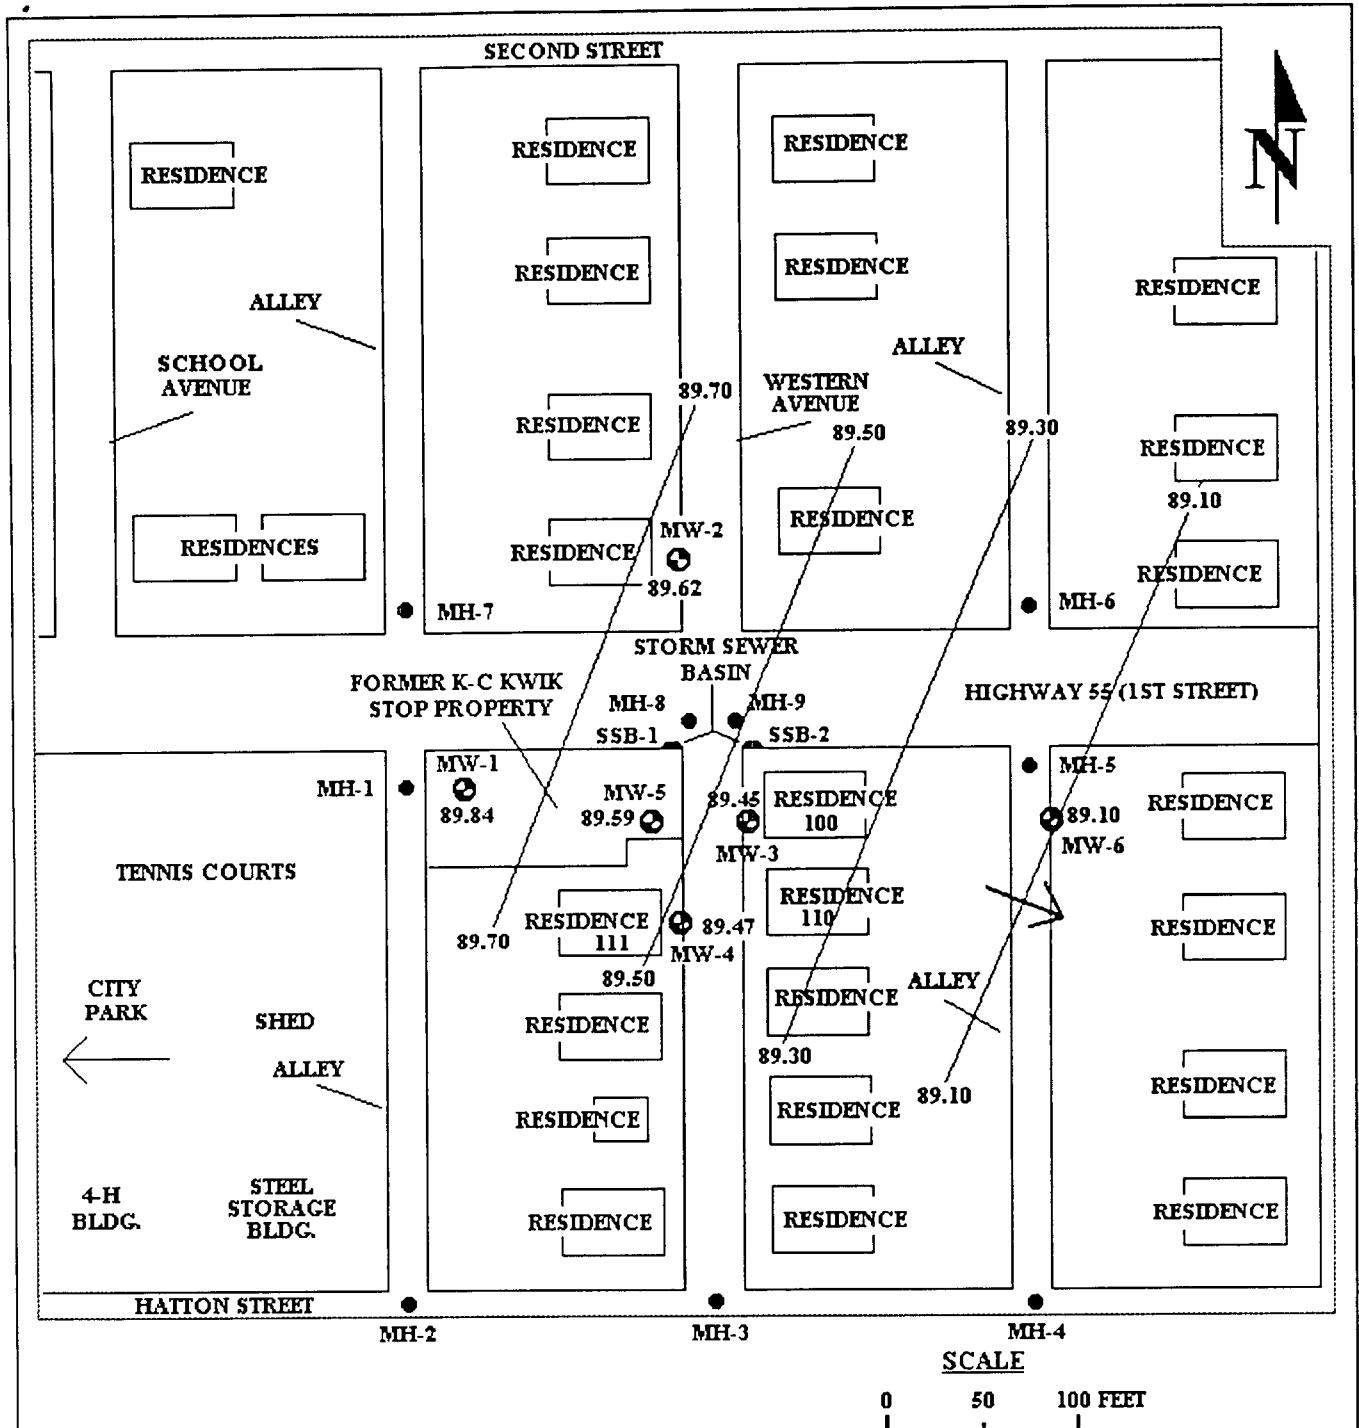 SECOND STREET
N
RESIDENCE
RESIDENCE
RESIDENCE
RESIDENCE
RESIDENCE
RESIDENCE
RESIDENCE
ALLEY
ALLEY
SCHOOL
AVENUE
WESTERN
AVENUE
89.70
89.50
89.30
RESIDENCE
RESIDENCE
89.10
RESIDENCE
MW-2
RESIDENCES
RESIDENCE
RESIDENCE
89.62
MH-7
MH-6
STORM SEWER
BASIN
FORMER K-C KWIK
STOP PROPERTY
HIGHWAY 55 (1ST STREET)
MH-8
MH-9
SSB-1
SSB-2
MW-1
MH-5
MH-1
MW-5
89.45
RESIDENCE
100
RESIDENCE
89.84
89.59
89.10
MW-3
MW-6
TENNIS COURTS
RESIDENCE
110
RESIDENCE
111
89.47
RESIDENCE
89.70
MW-4
89.50
CITY
PARK
ALLEY
RESIDENCE
SHED
RESIDENCE
89.30
ALLEY
89.10
RESIDENCE
RESIDENCE
RESIDENCE
4-H
BLDG.
STEEL
STORAGE
BLDG.
RESIDENCE
RESIDENCE
RESIDENCE
HATTON STREET
MH-2
MH-3
MH-4
SCALE
0 50 100 FEET